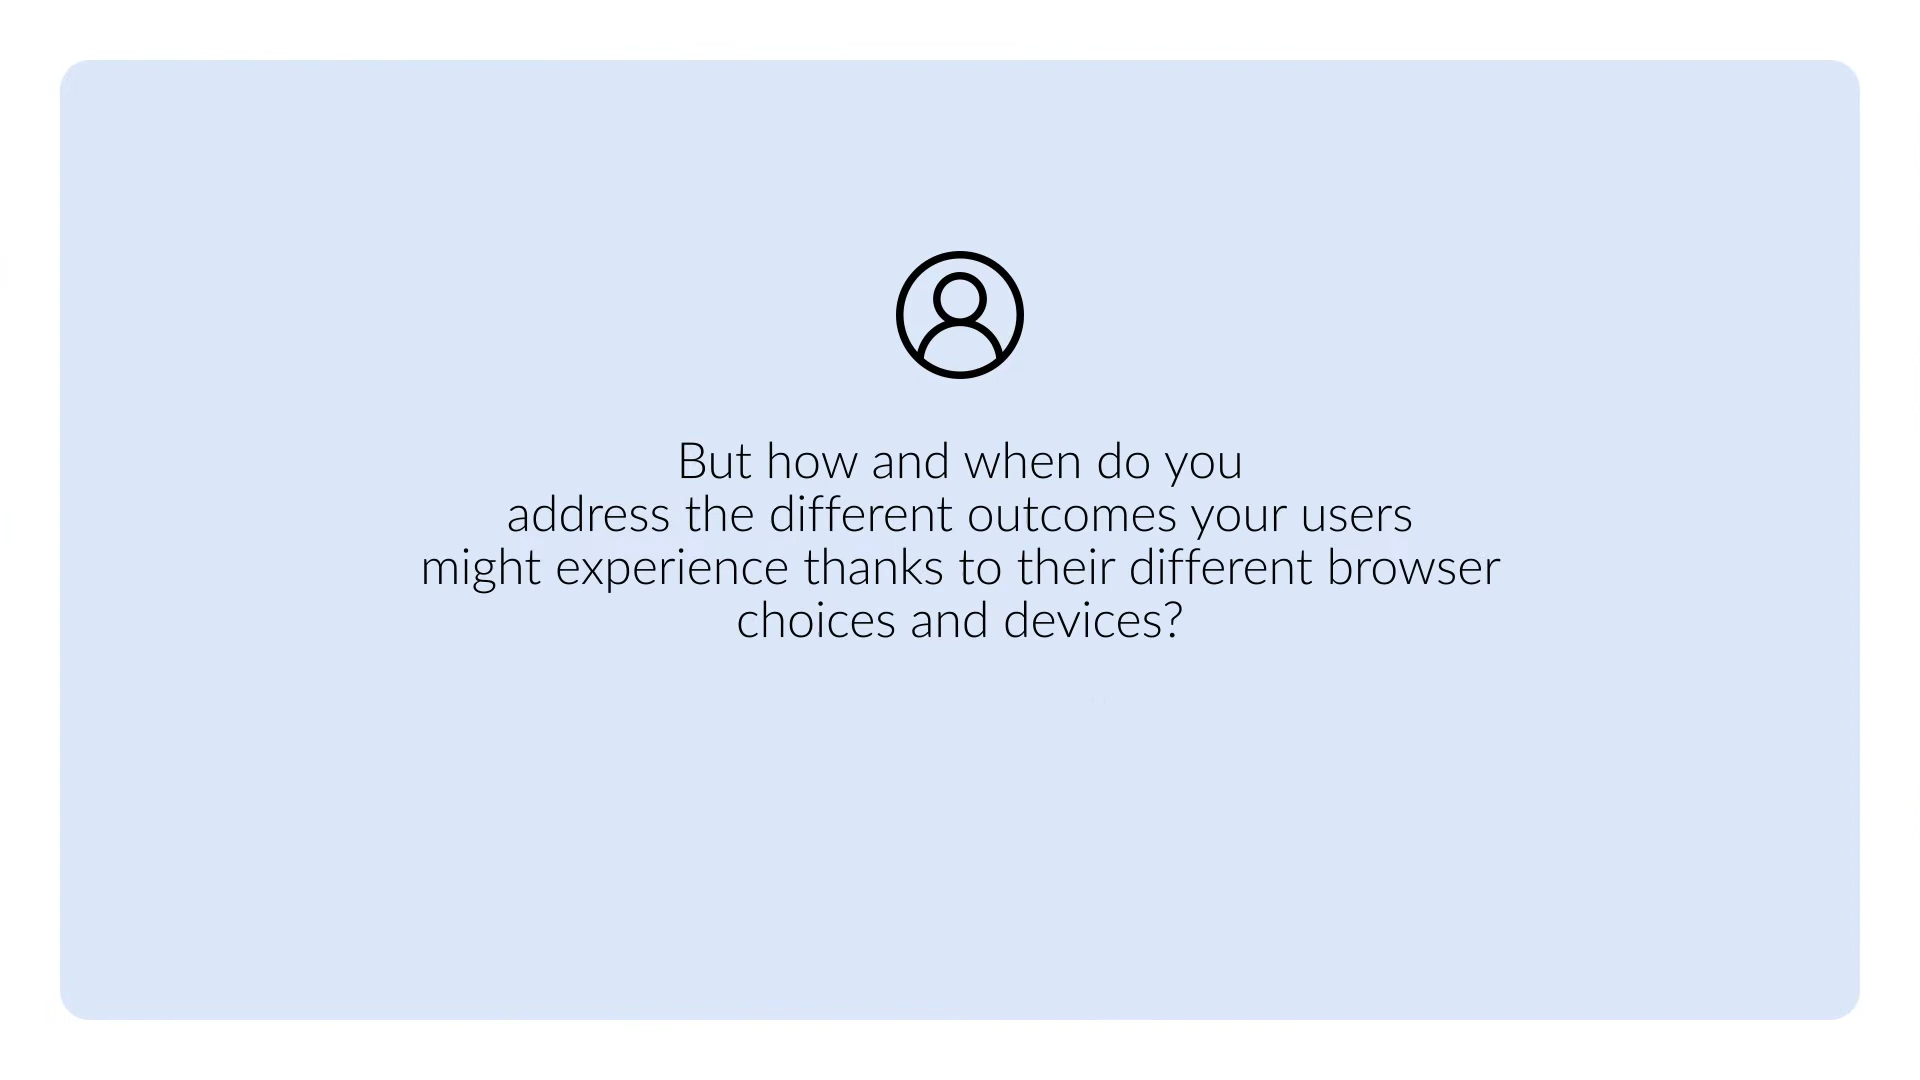 But how and when do you
address the different outcomes your users
might experience thanks to their different browser
choices and devices?